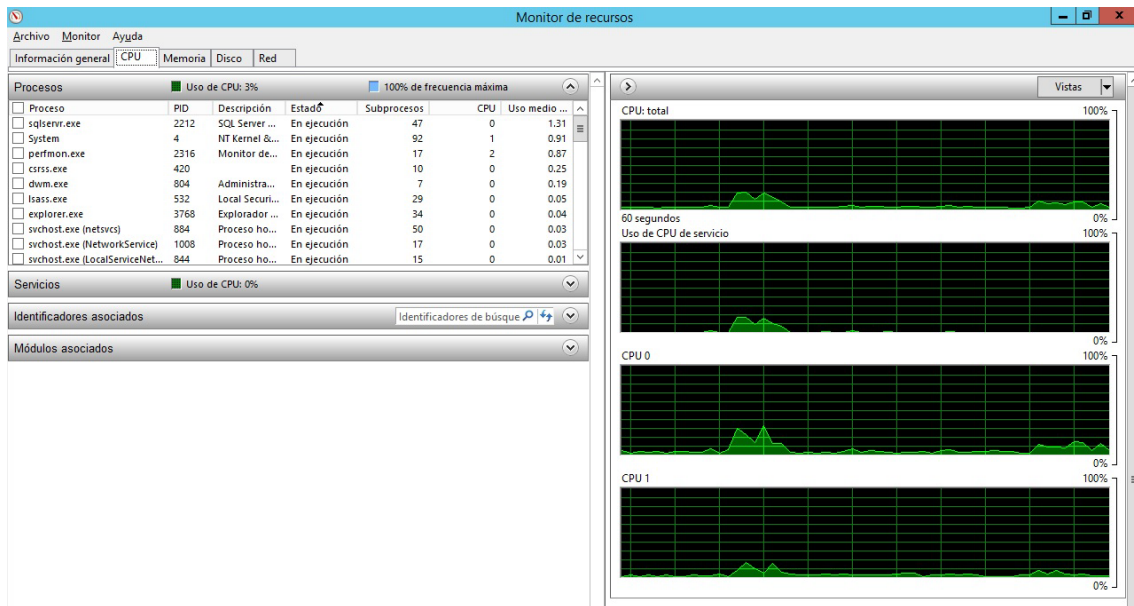 Monitor de recursos
Archivo Monitor Ayuda
Información general CPU Memoria Disco Red
Procesos Uso de CPU: 3% 100% de frecuencia máxima
Proceso PID Descripción Estado Subprocesos CPU Uso medio ...
sqlservr.exe 2212 SQL Server ... En ejecución 47 0 1.31
System 4 NT Kernel &... En ejecución 92 1 0.91
perfmon.exe 2316 Monitor de... En ejecución 17 2 0.87
csrss.exe 420 En ejecución 10 0 0.25
dwm.exe 804 Administra... En ejecución 7 0 0.19
lsass.exe 532 Local Securi... En ejecución 29 0 0.05
explorer.exe 3768 Explorador ... En ejecución 34 0 0.04
svchost.exe (netsvcs) 884 Proceso ho... En ejecución 50 0 0.03
svchost.exe (NetworkService) 1008 Proceso ho... En ejecución 17 0 0.03
svchost.exe (LocalServiceNet... 844 Proceso ho... En ejecución 15 0 0.01
Servicios Uso de CPU: 0%
Identificadores asociados Identificadores de búsque
Módulos asociados
Vistas
CPU: total 100%
60 segundos 0%
Uso de CPU de servicio 100%
0%
CPU 0 100%
0%
CPU 1 100%
0%